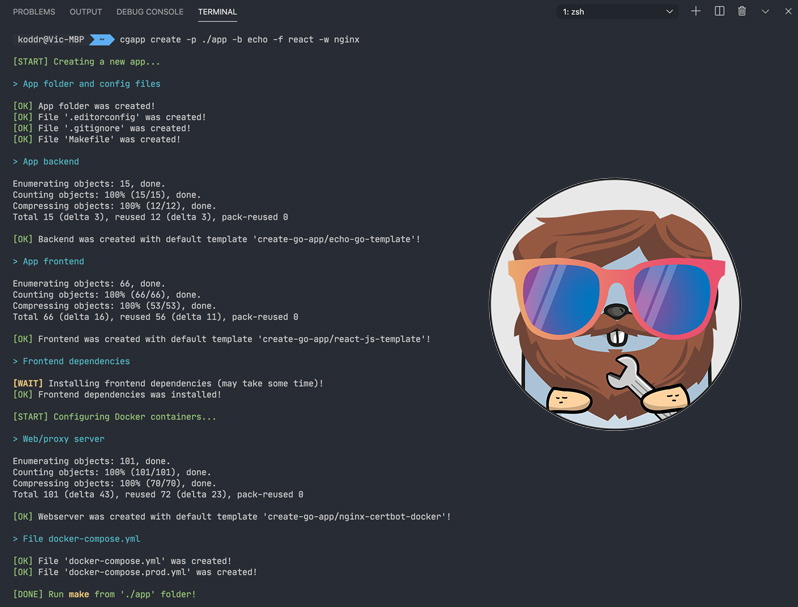 PROBLEMS OUTPUT DEBUG CONSOLE TERMINAL 1: zsh
koddr@Vic-MBP ~ cgapp create -p ./app -b echo -f react -w nginx
[START] Creating a new app...
> App folder and config files
[OK] App folder was created!
[OK] File '.editorconfig' was created!
[OK] File '.gitignore' was created!
[OK] File 'Makefile' was created!
> App backend
Enumerating objects: 15, done.
Counting objects: 100% (15/15), done.
Compressing objects: 100% (12/12), done.
Total 15 (delta 3), reused 12 (delta 3), pack-reused 0
[OK] Backend was created with default template 'create-go-app/echo-go-template'!
> App frontend
Enumerating objects: 66, done.
Counting objects: 100% (66/66), done.
Compressing objects: 100% (53/53), done.
Total 66 (delta 16), reused 56 (delta 11), pack-reused 0
[OK] Frontend was created with default template 'create-go-app/react-js-template'!
> Frontend dependencies
[WAIT] Installing frontend dependencies (may take some time)!
[OK] Frontend dependencies was installed!
[START] Configuring Docker containers...
> Web/proxy server
Enumerating objects: 101, done.
Counting objects: 100% (101/101), done.
Compressing objects: 100% (70/70), done.
Total 101 (delta 43), reused 72 (delta 23), pack-reused 0
[OK] Webserver was created with default template 'create-go-app/nginx-certbot-docker'!
> File docker-compose.yml
[OK] File 'docker-compose.yml' was created!
[OK] File 'docker-compose.prod.yml' was created!
[DONE] Run make from './app' folder!